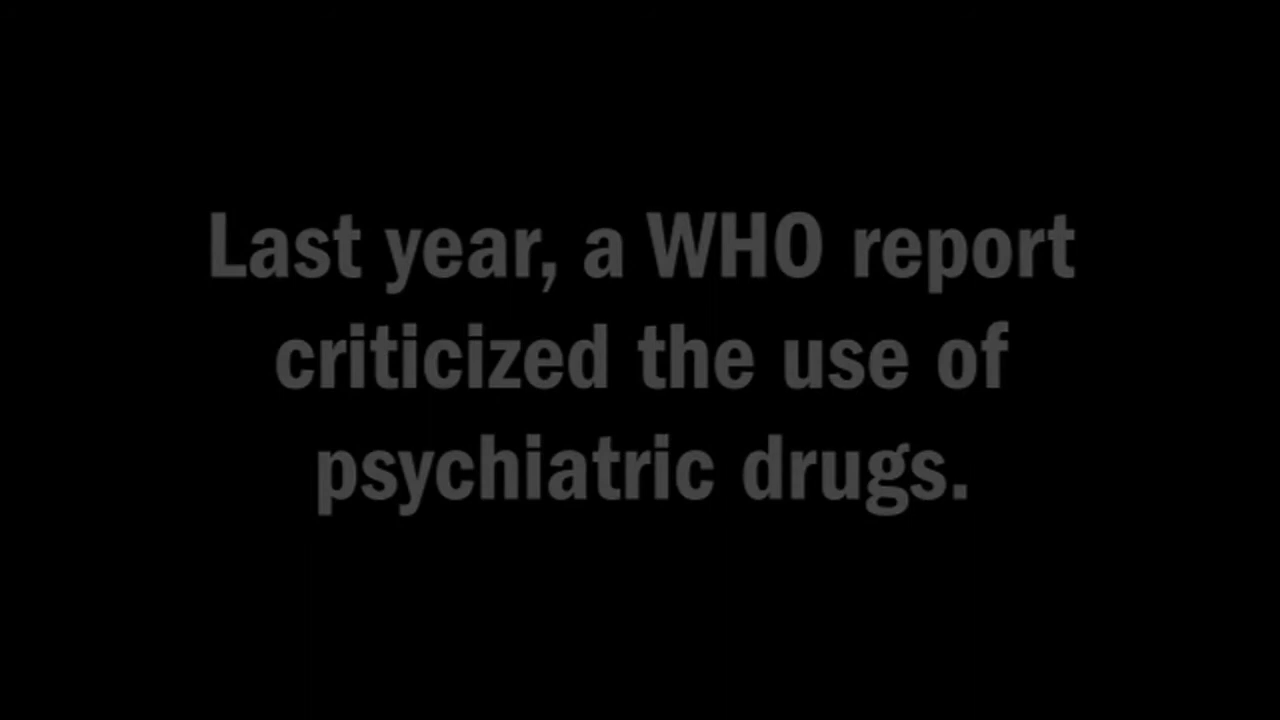 Last year, a WHO report
criticized the use of
psychiatric drugs.